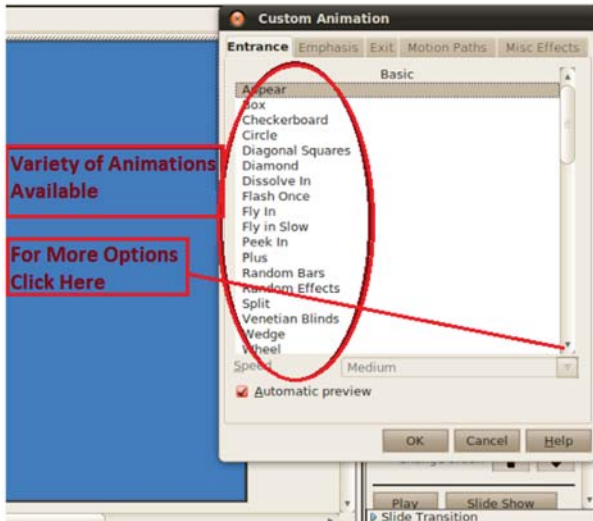 Custom Animation
Entrance Emphasis Exit Motion Paths Misc Effects
Basic
Appear
Box
Checkerboard
Circle
Diagonal Squares
Diamond
Dissolve In
Flash Once
Fly In
Fly in Slow
Peek In
Plus
Random Bars
Random Effects
Split
Venetian Blinds
Wedge
Wheel
Speed Medium
Automatic preview
OK Cancel Help
Variety of Animations
Available
For More Options
Click Here
Play Slide Show
Slide Transition